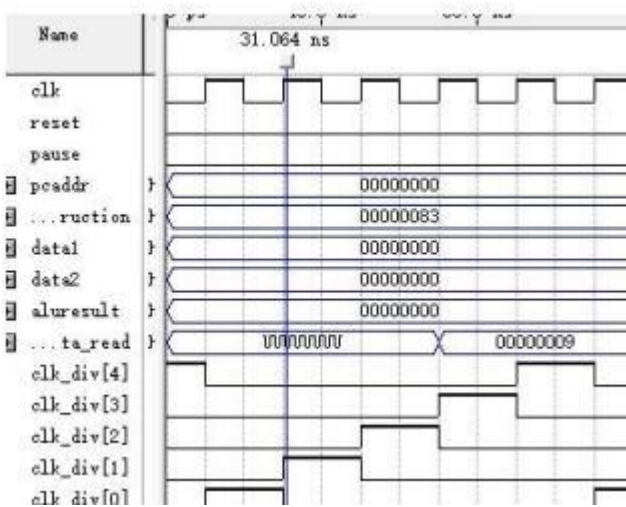 Name
31.064 ns
clk
reset
pause
pcaddr 00000000
...ruction 00000083
data1 00000000
data2 00000000
aluresult 00000000
...ta_read 00000009
clk_div[4]
clk_div[3]
clk_div[2]
clk_div[1]
clk_div[0]